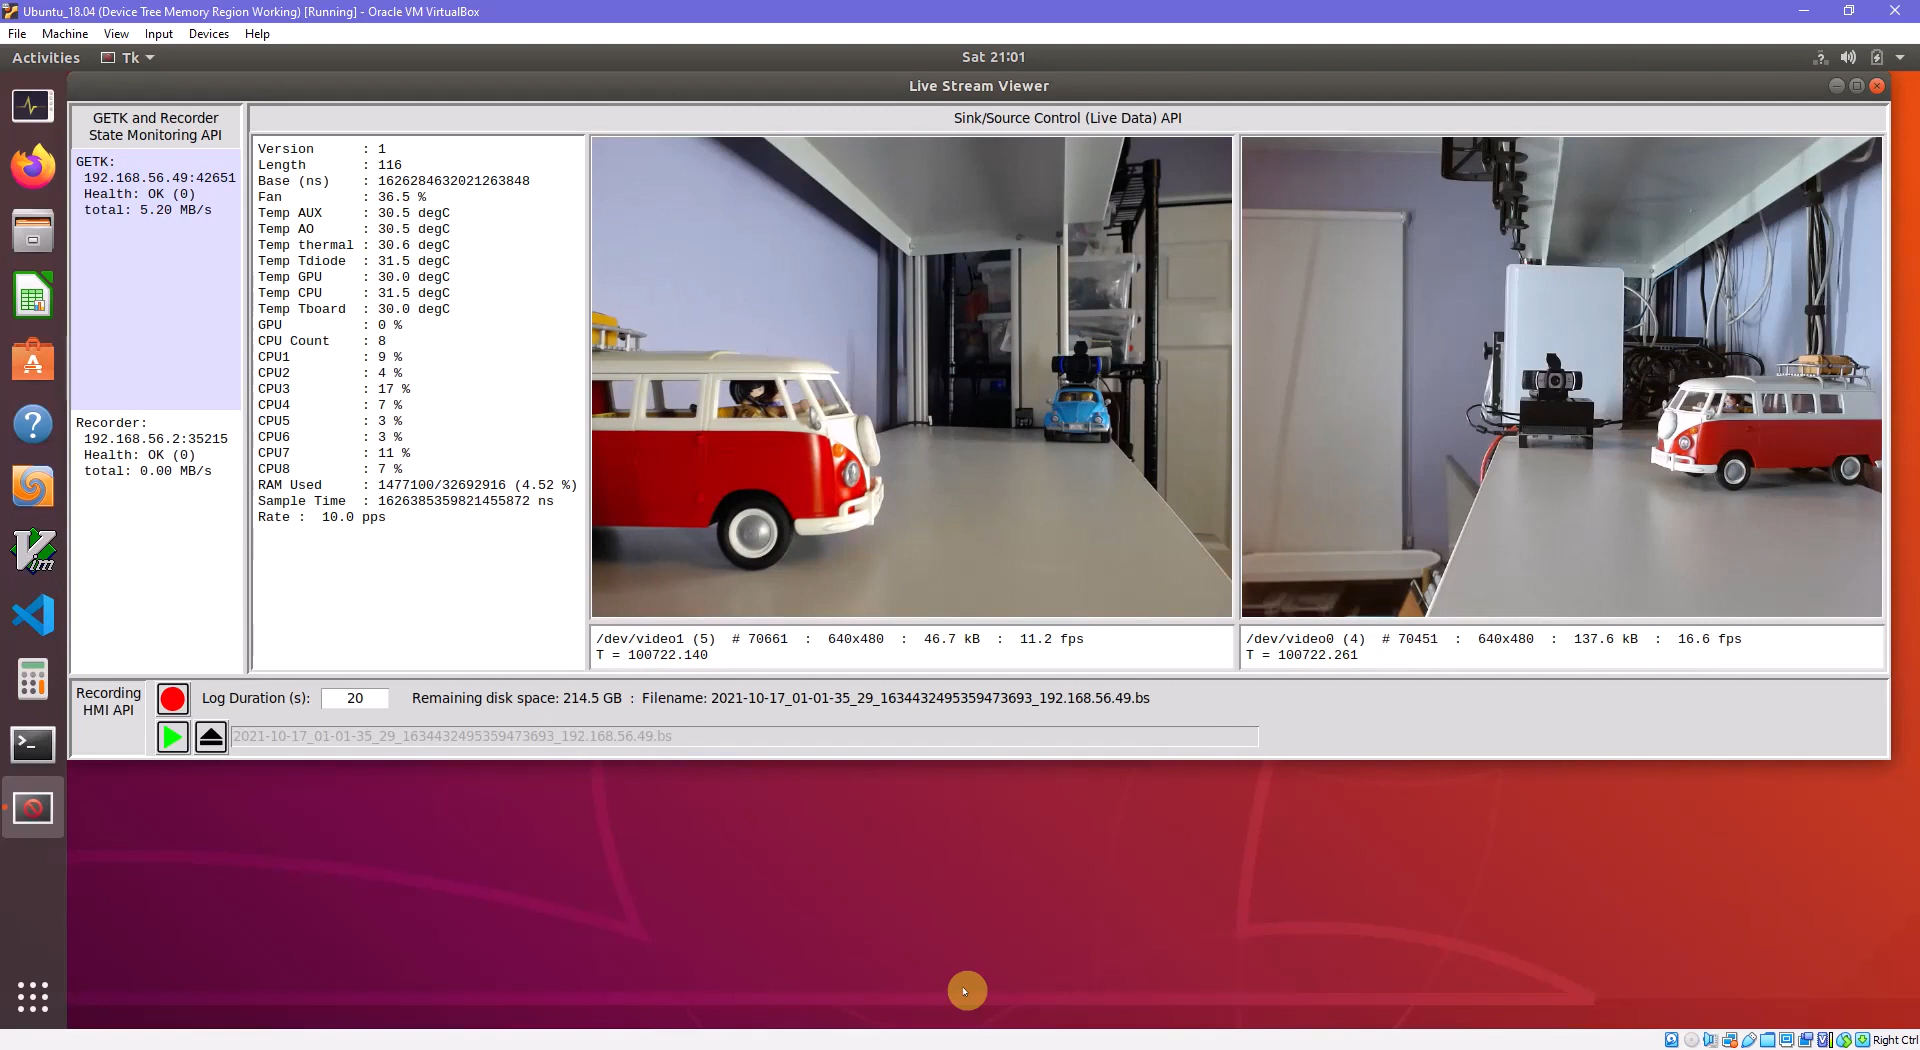 Ubuntu_18.04 (Device Tree Memory Region Working) [Running] - Oracle VM VirtualBox
File Machine View Input Devices Help
Activities Tk Sat 21:01
Live Stream Viewer
GETK and Recorder
State Monitoring API
GETK:
192.168.56.49:42651
Health: OK (0)
total: 5.20 MB/s
Recorder:
192.168.56.2:35215
Health: OK (0)
total: 0.00 MB/s
Sink/Source Control (Live Data) API
Version : 1
Length : 116
Base (ns) : 1626284632021263848
Fan : 36.5 %
Temp AUX : 30.5 degC
Temp AO : 30.5 degC
Temp thermal : 30.6 degC
Temp Tdiode : 31.5 degC
Temp GPU : 30.0 degC
Temp CPU : 31.5 degC
Temp Tboard : 30.0 degC
GPU : 0 %
CPU Count : 8
CPU1 : 9 %
CPU2 : 4 %
CPU3 : 17 %
CPU4 : 7 %
CPU5 : 3 %
CPU6 : 3 %
CPU7 : 11 %
CPU8 : 7 %
RAM Used : 1477100/32692916 (4.52 %)
Sample Time : 1626385359821455872 ns
Rate : 10.0 pps
/dev/video1 (5) # 70661 : 640x480 : 46.7 kB : 11.2 fps
T = 100722.140
/dev/video0 (4) # 70451 : 640x480 : 137.6 kB : 16.6 fps
T = 100722.261
Recording
HMI API
Log Duration (s): 20 Remaining disk space: 214.5 GB : Filename: 2021-10-17_01-01-35_29_1634432495359473693_192.168.56.49.bs
2021-10-17_01-01-35_29_1634432495359473693_192.168.56.49.bs
Vim
Right Ctrl